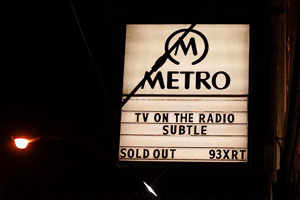 M
METRO
TV ON THE RADIO
SUBTLE
SOLD OUT 93XRT